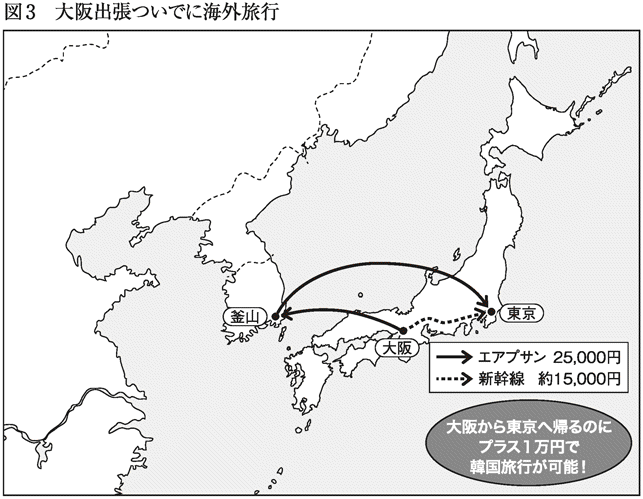 図3　大阪出張ついでに海外旅行
釜山
東京
大阪
エアプサン 25,000円
新幹線　約15,000円
大阪から東京へ帰るのに
プラス1万円で
韓国旅行が可能！